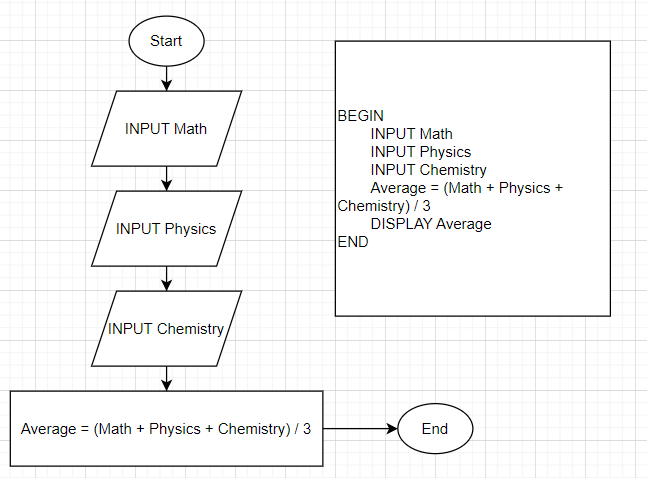 Start
INPUT Math
INPUT Physics
INPUT Chemistry
Average = (Math + Physics + Chemistry) / 3
End
BEGIN
INPUT Math
INPUT Physics
INPUT Chemistry
Average = (Math + Physics +
Chemistry) / 3
DISPLAY Average
END